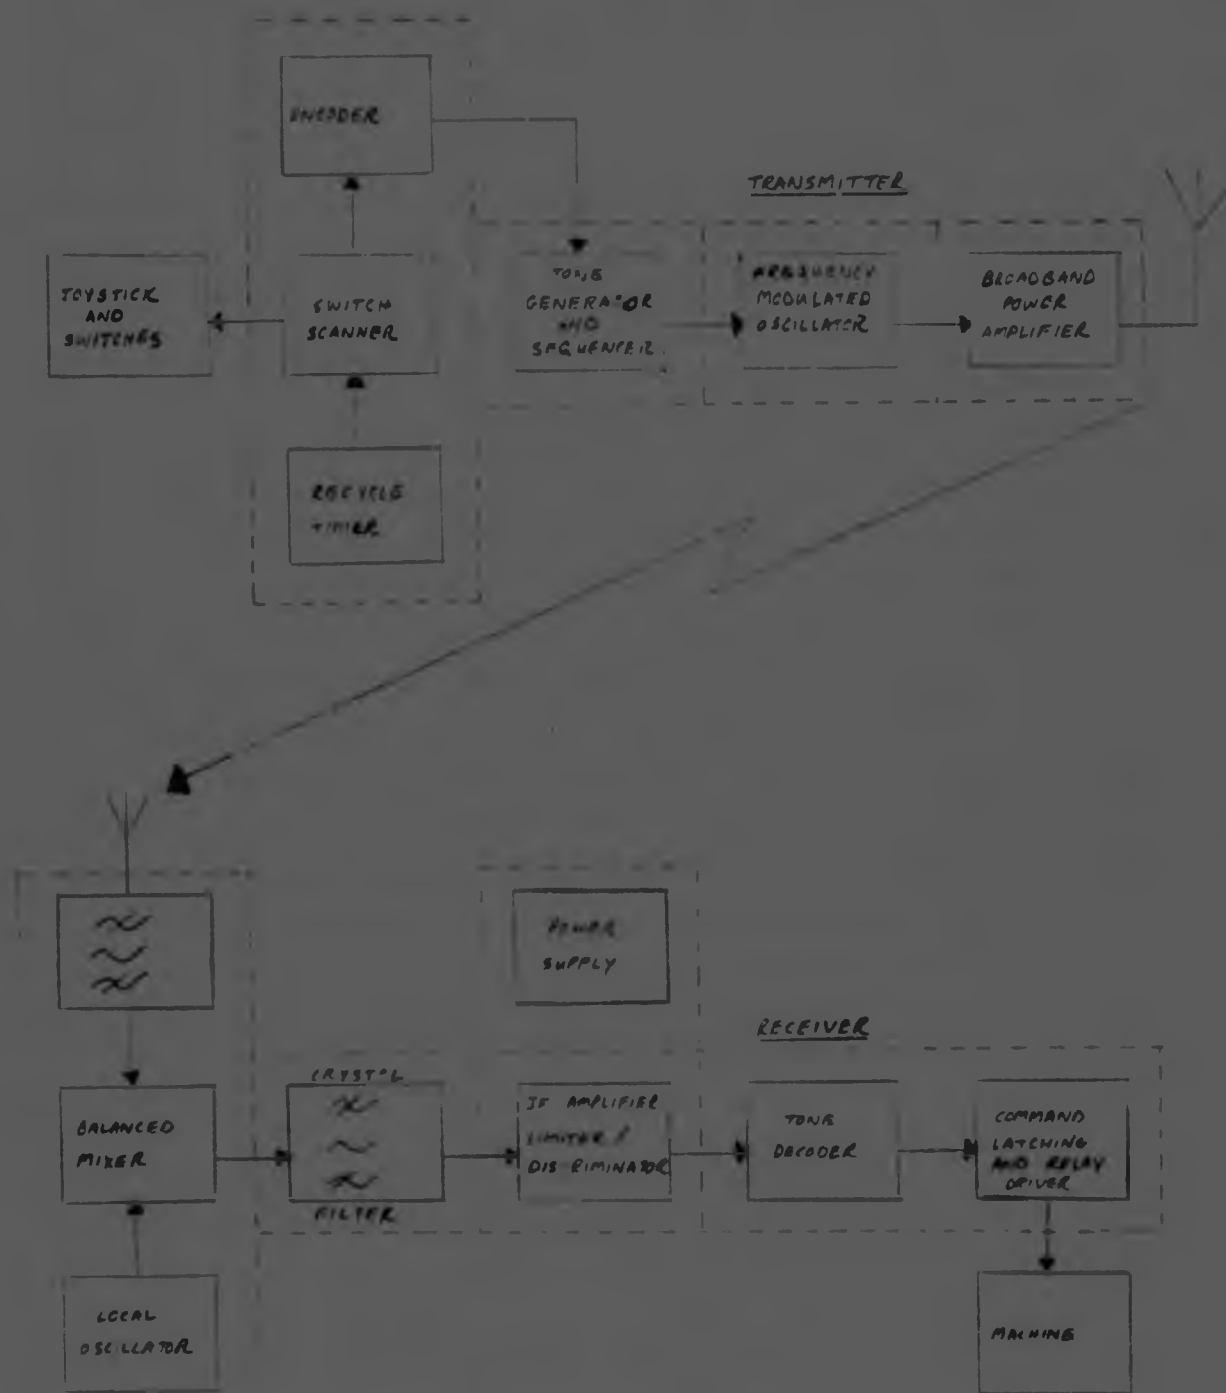 ENCODER
TRANSMITTER
JOYSTICK
AND
SWITCHES
SWITCH
SCANNER
TONE
GENERATOR
AND
SEQUENCER
FREQUENCY
MODULATED
OSCILLATOR
BROADBAND
POWER
AMPLIFIER
RECYCLE
TIMER
POWER
SUPPLY
RECEIVER
BALANCED
MIXER
CRYSTAL
FILTER
IF AMPLIFIER
LIMITER /
DISCRIMINATOR
TONE
DECODER
COMMAND
LATCHING
AND RELAY
DRIVER
LOCAL
OSCILLATOR
MACHINE